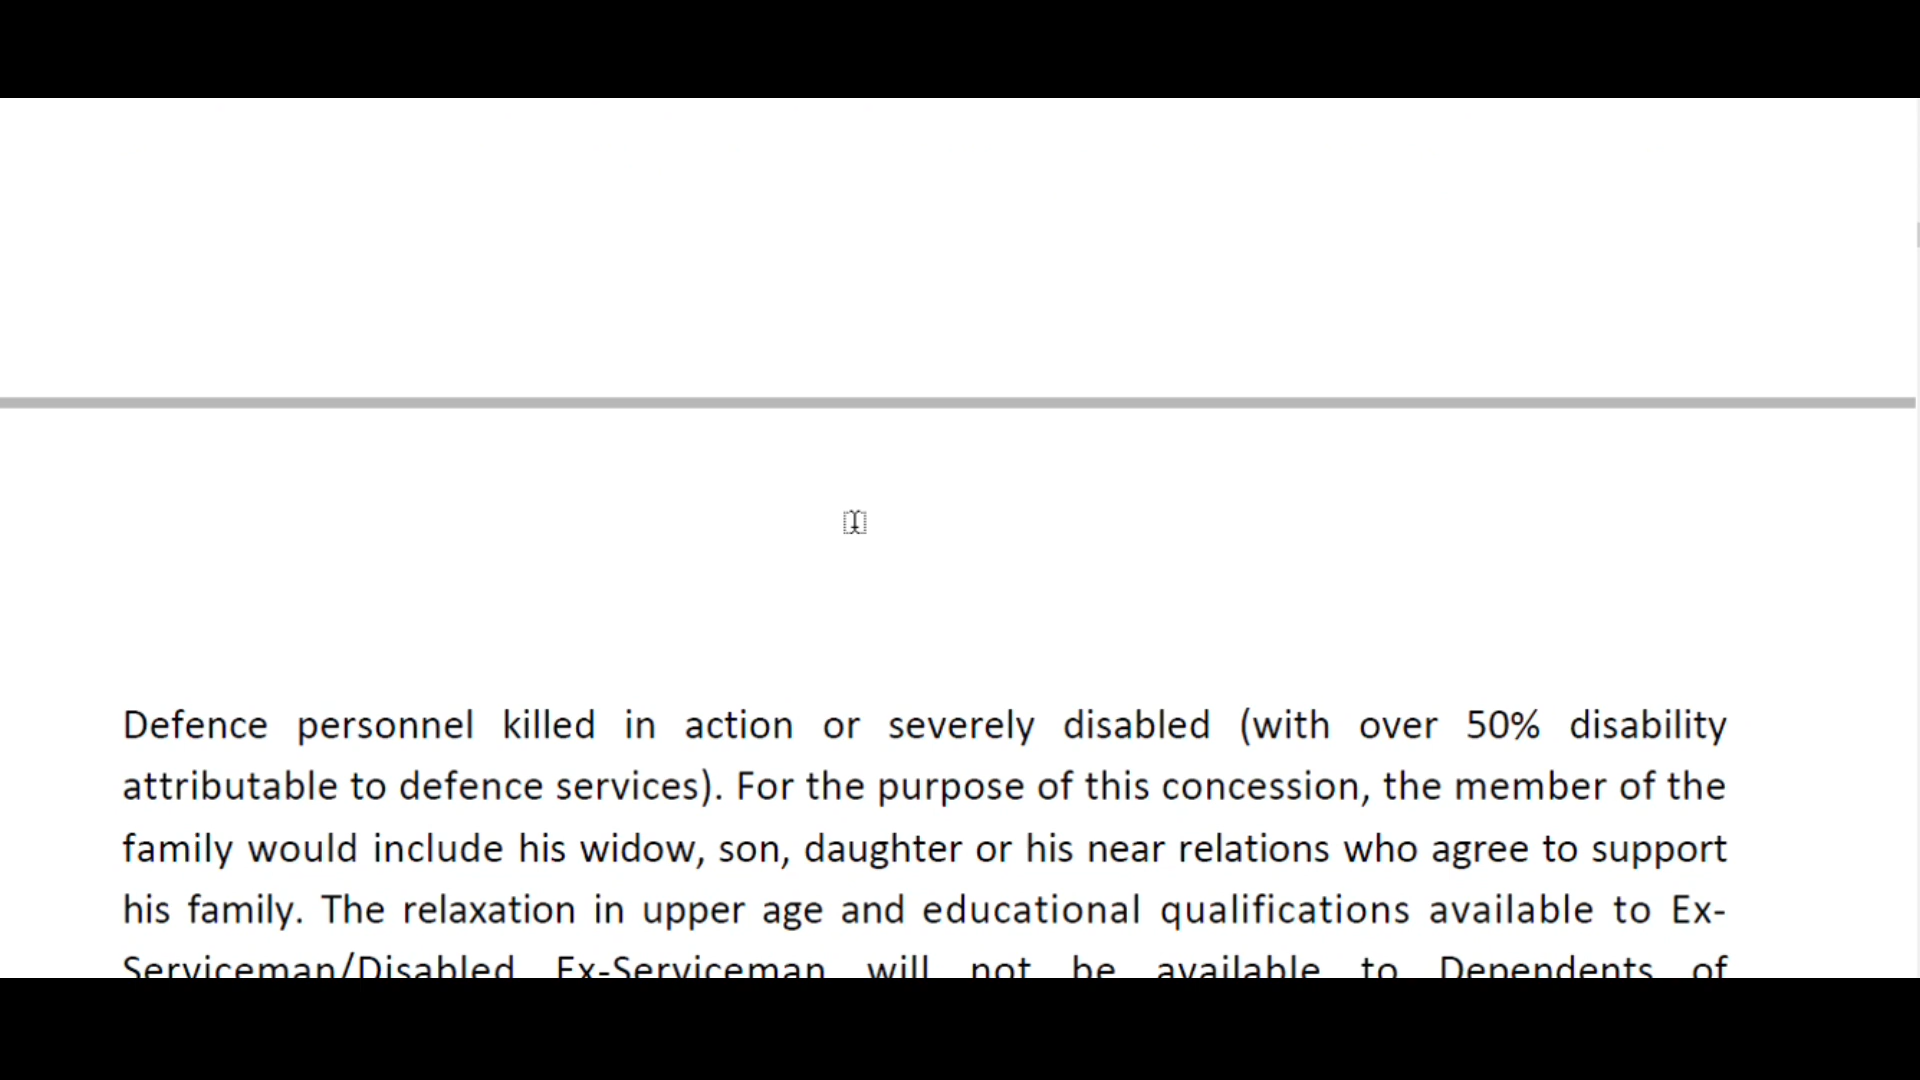 Defence personnel killed in action or severely disabled (with over 50% disability
attributable to defence services). For the purpose of this concession, the member of the
family would include his widow, son, daughter or his near relations who agree to support
his family. The relaxation in upper age and educational qualifications available to Ex-
Serviceman/Disabled Ex-Serviceman will not be available to Dependents of